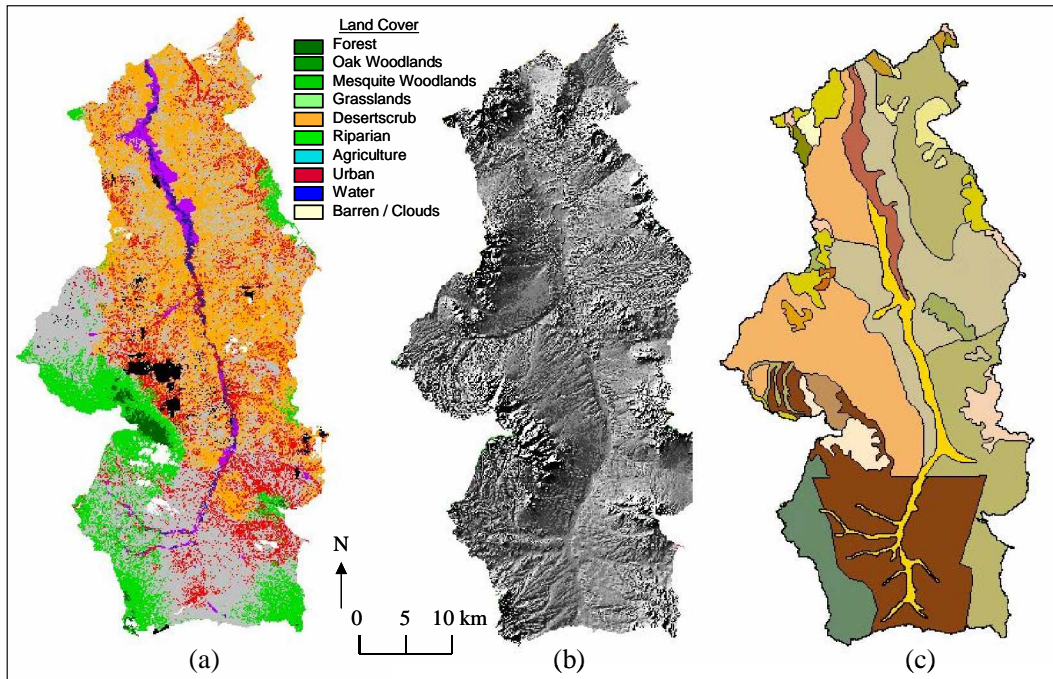 Land Cover
Forest
Oak Woodlands
Mesquite Woodlands
Grasslands
Desertscrub
Riparian
Agriculture
Urban
Water
Barren / Clouds
N
0 5 10 km
(a) (b) (c)